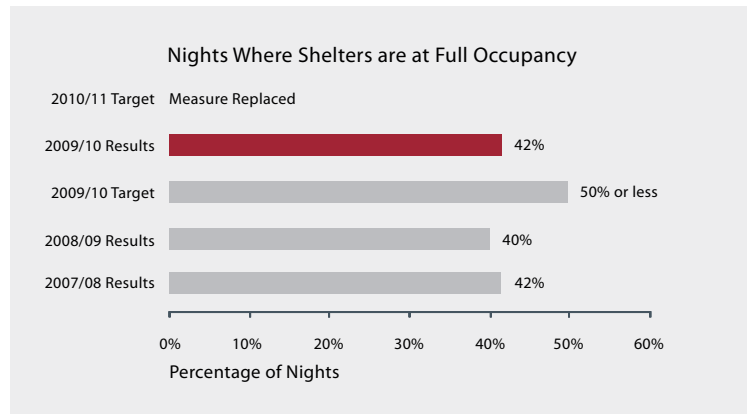 Nights Where Shelters are at Full Occupancy
2010/11 Target Measure Replaced
2009/10 Results 42%
2009/10 Target 50% or less
2008/09 Results 40%
2007/08 Results 42%
0% 10% 20% 30% 40% 50% 60%
Percentage of Nights